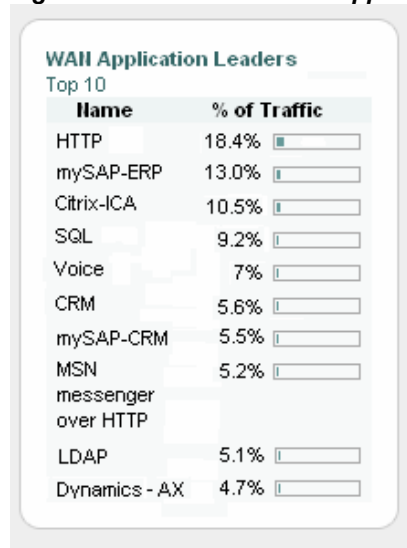 WAN Application Leaders
Top 10
Name % of Traffic
HTTP 18.4%
mySAP-ERP 13.0%
Citrix-ICA 10.5%
SQL 9.2%
Voice 7%
CRM 5.6%
mySAP-CRM 5.5%
MSN 5.2%
messenger
over HTTP
LDAP 5.1%
Dynamics - AX 4.7%